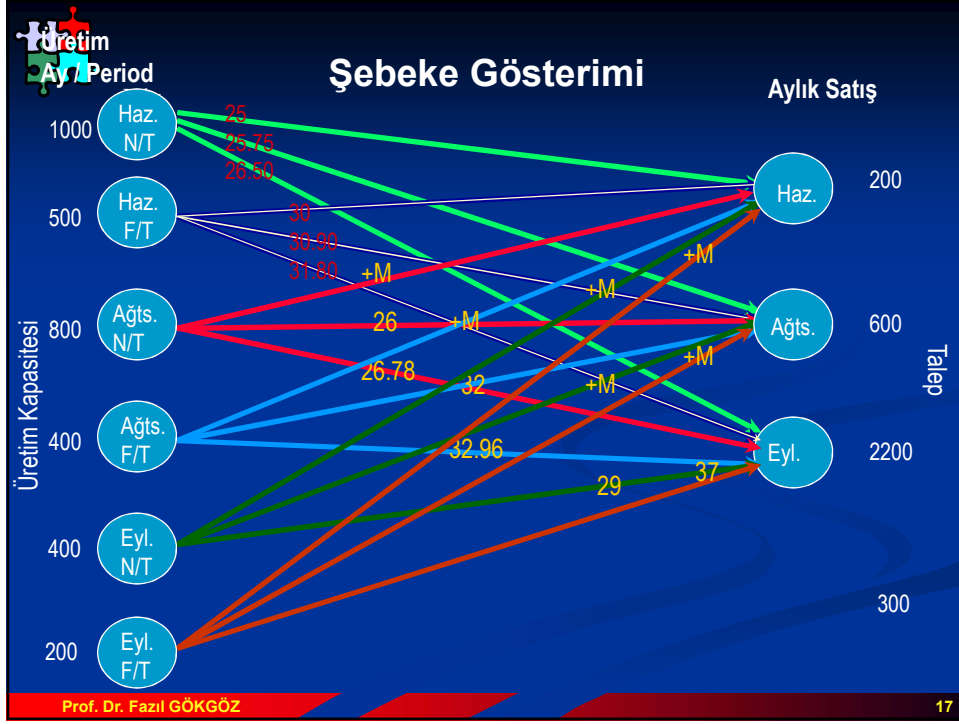 Üretim
Ay / Period
Şebeke Gösterimi
Aylık Satış
Haz.
N/T
1000
25
25.75
26.50
Haz.
200
Haz.
F/T
500
30
30.90
31.80
+M
+M
+M
Ağts.
N/T
800
26
+M
Ağts.
600
26.78
32
+M
+M
Üretim Kapasitesi
Talep
Ağts.
F/T
400
32.96
Eyl.
2200
29
37
Eyl.
N/T
400
300
Eyl.
F/T
200
Prof. Dr. Fazıl GÖKGÖZ
17